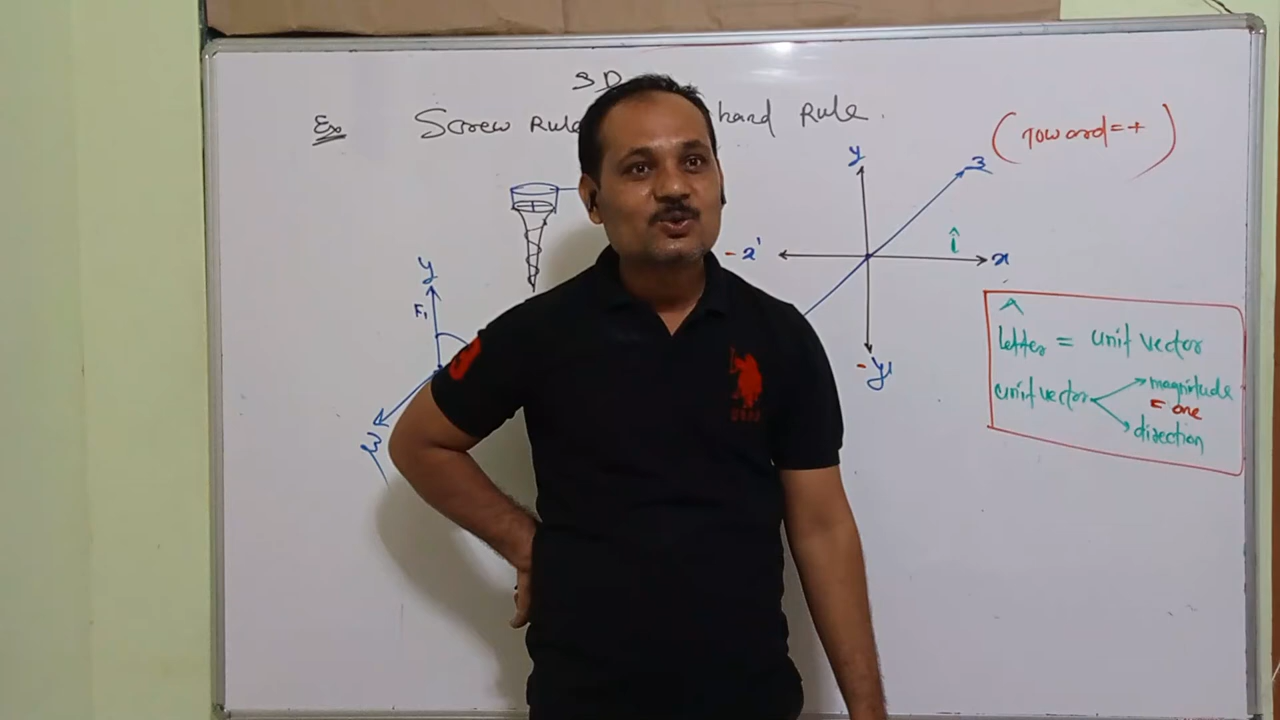 3D
Ex Screw Rule hand Rule.
(Toward = +)
y
3
î
- x'
x
y
F1
- y'
^
letter = unit vector
unit vector magnitude
= one
direction